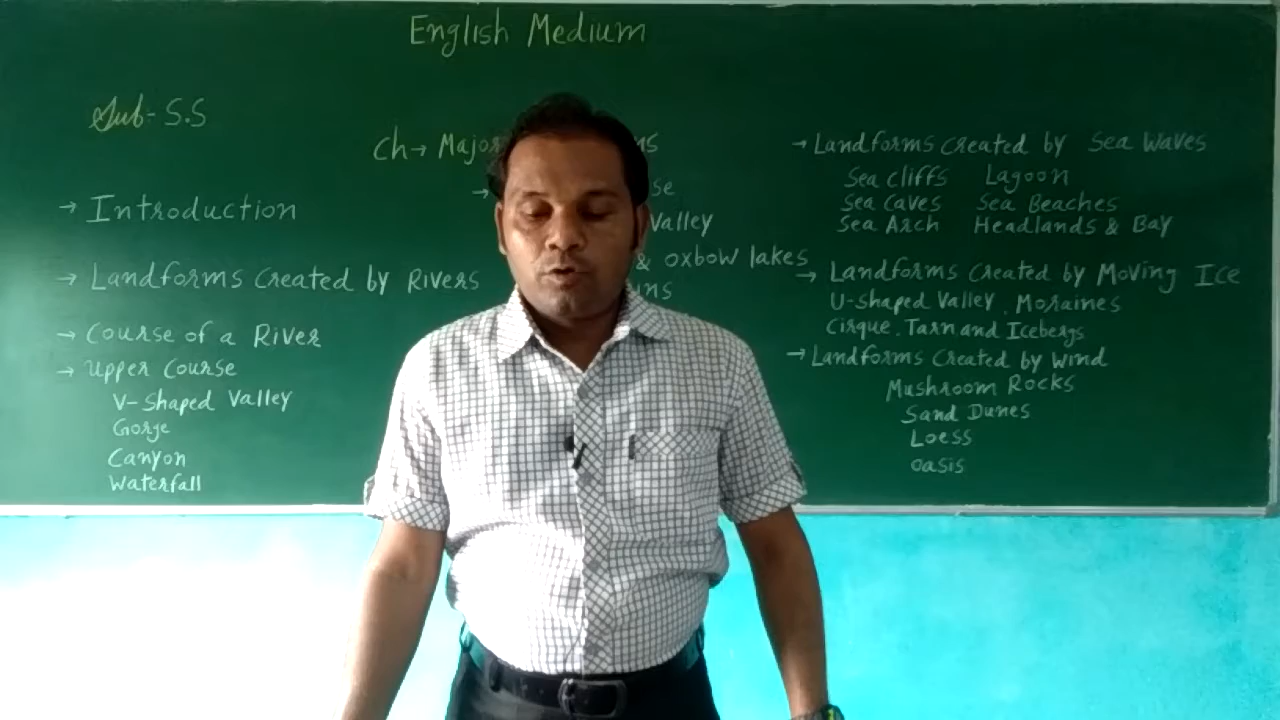 English Medium
Sub- S.S
Ch→ Major
→ Introduction
→ Landforms Created by Rivers
→ Course of a River
→ Upper Course
V-Shaped Valley
Gorge
Canyon
Waterfall
→
Valley
& oxbow lakes
→ Landforms Created by Sea Waves
Sea Cliffs Lagoon
Sea Caves Sea Beaches
Sea Arch Headlands & Bay
→ Landforms Created by Moving Ice
U-Shaped Valley, Moraines
Cirque, Tarn and Icebergs
→ Landforms Created by Wind
Mushroom Rocks
Sand Dunes
Loess
Oasis